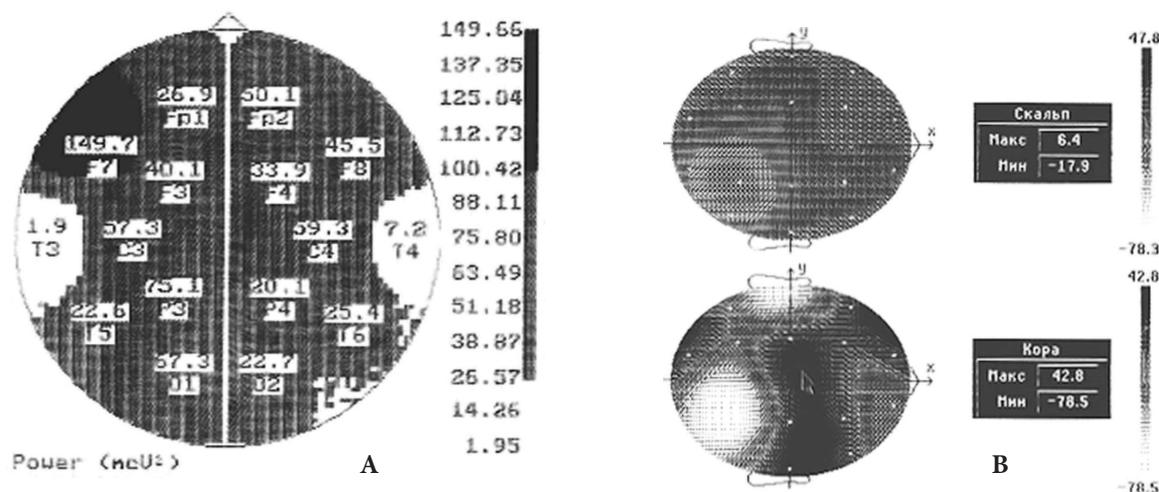 149.66
137.35
125.04
112.73
100.42
88.11
75.80
63.49
51.18
38.87
26.57
14.26
1.95
26.9
Fp1
50.1
Fp2
149.7
F7
40.1
F3
33.9
F4
45.5
F8
1.9
T3
57.3
C3
59.3
C4
7.2
T4
22.6
T5
75.1
P3
20.1
P4
25.4
T6
57.3
O1
22.7
O2
Power (mcU²)
A
y
x
Скальп
Макс 6.4
Мин -17.9
47.8
-78.3
y
x
Кора
Макс 42.8
Мин -78.5
42.8
-78.5
B